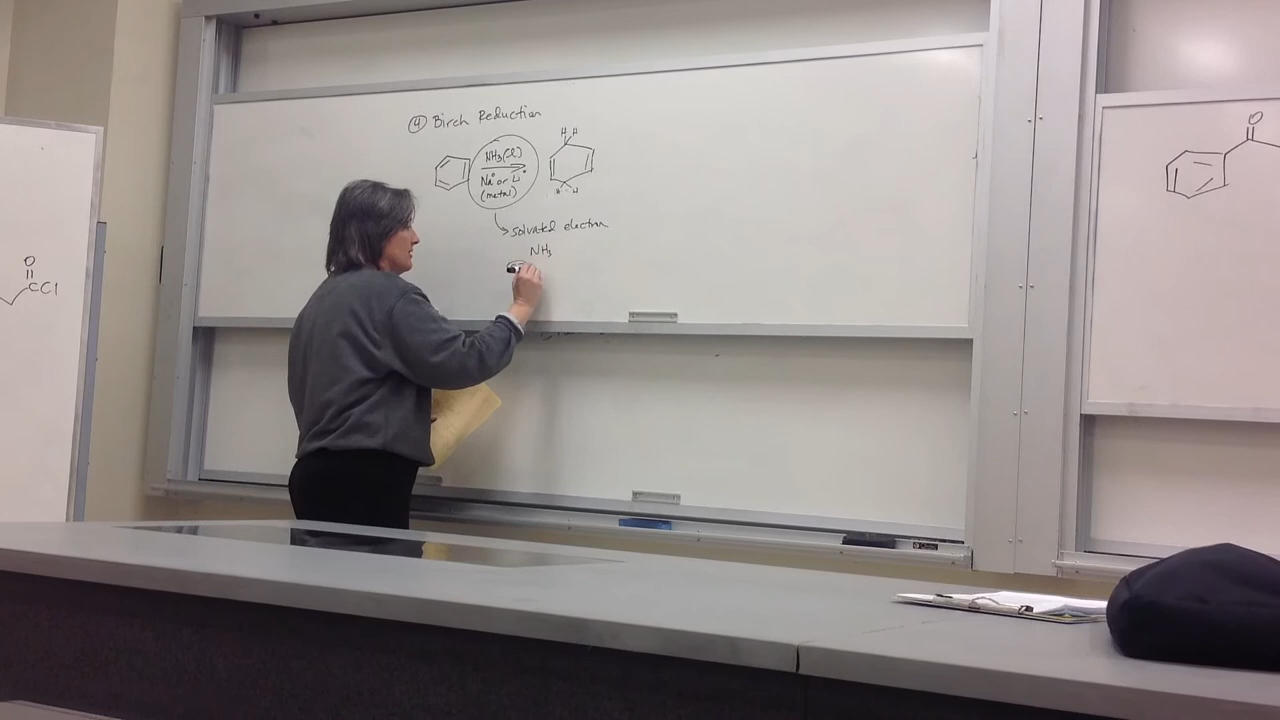 ④ Birch Reduction
H H
NH3(l)
Na° or Li°
(metal)
H H
solvated electron
NH3
O
CCl
O